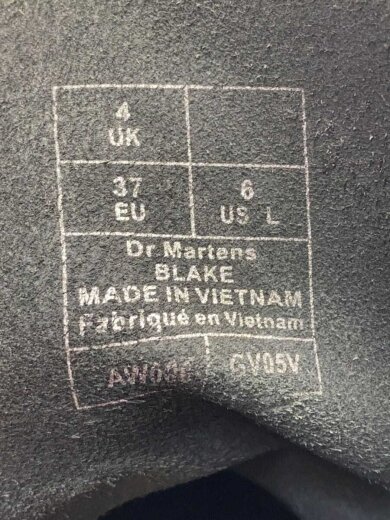 4
UK
37
EU
6
US L
Dr Martens
BLAKE
MADE IN VIETNAM
Fabriqué en Vietnam
GV05V